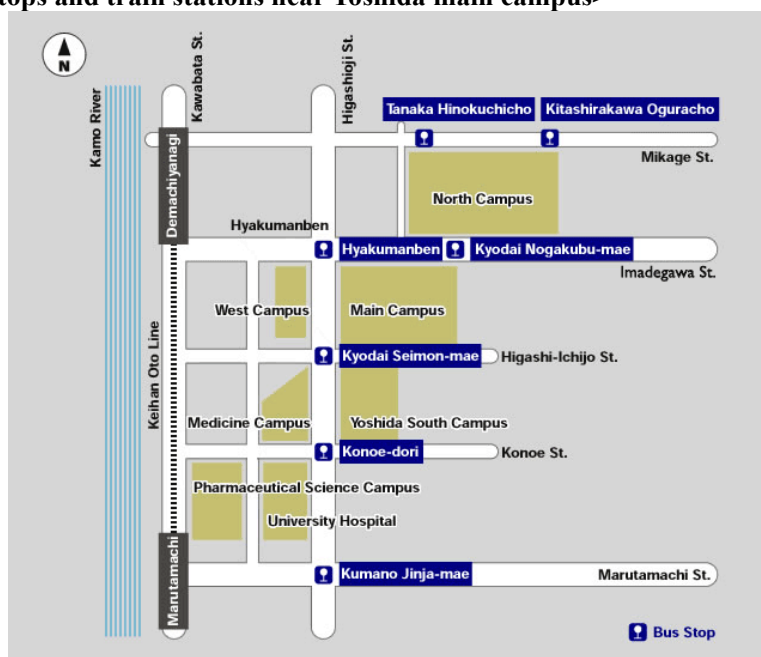 tops and train stations near Yoshida main campus>
N
Kamo River
Kawabata St.
Higashioji St.
Tanaka Hinokuchicho
Kitashirakawa Oguracho
Mikage St.
Demachiyanagi
North Campus
Hyakumanben
Hyakumanben
Kyodai Nogakubu-mae
Imadegawa St.
West Campus
Main Campus
Keihan Oto Line
Kyodai Seimon-mae
Higashi-Ichijo St.
Medicine Campus
Yoshida South Campus
Konoe-dori
Konoe St.
Pharmaceutical Science Campus
University Hospital
Marutamachi
Kumano Jinja-mae
Marutamachi St.
Bus Stop